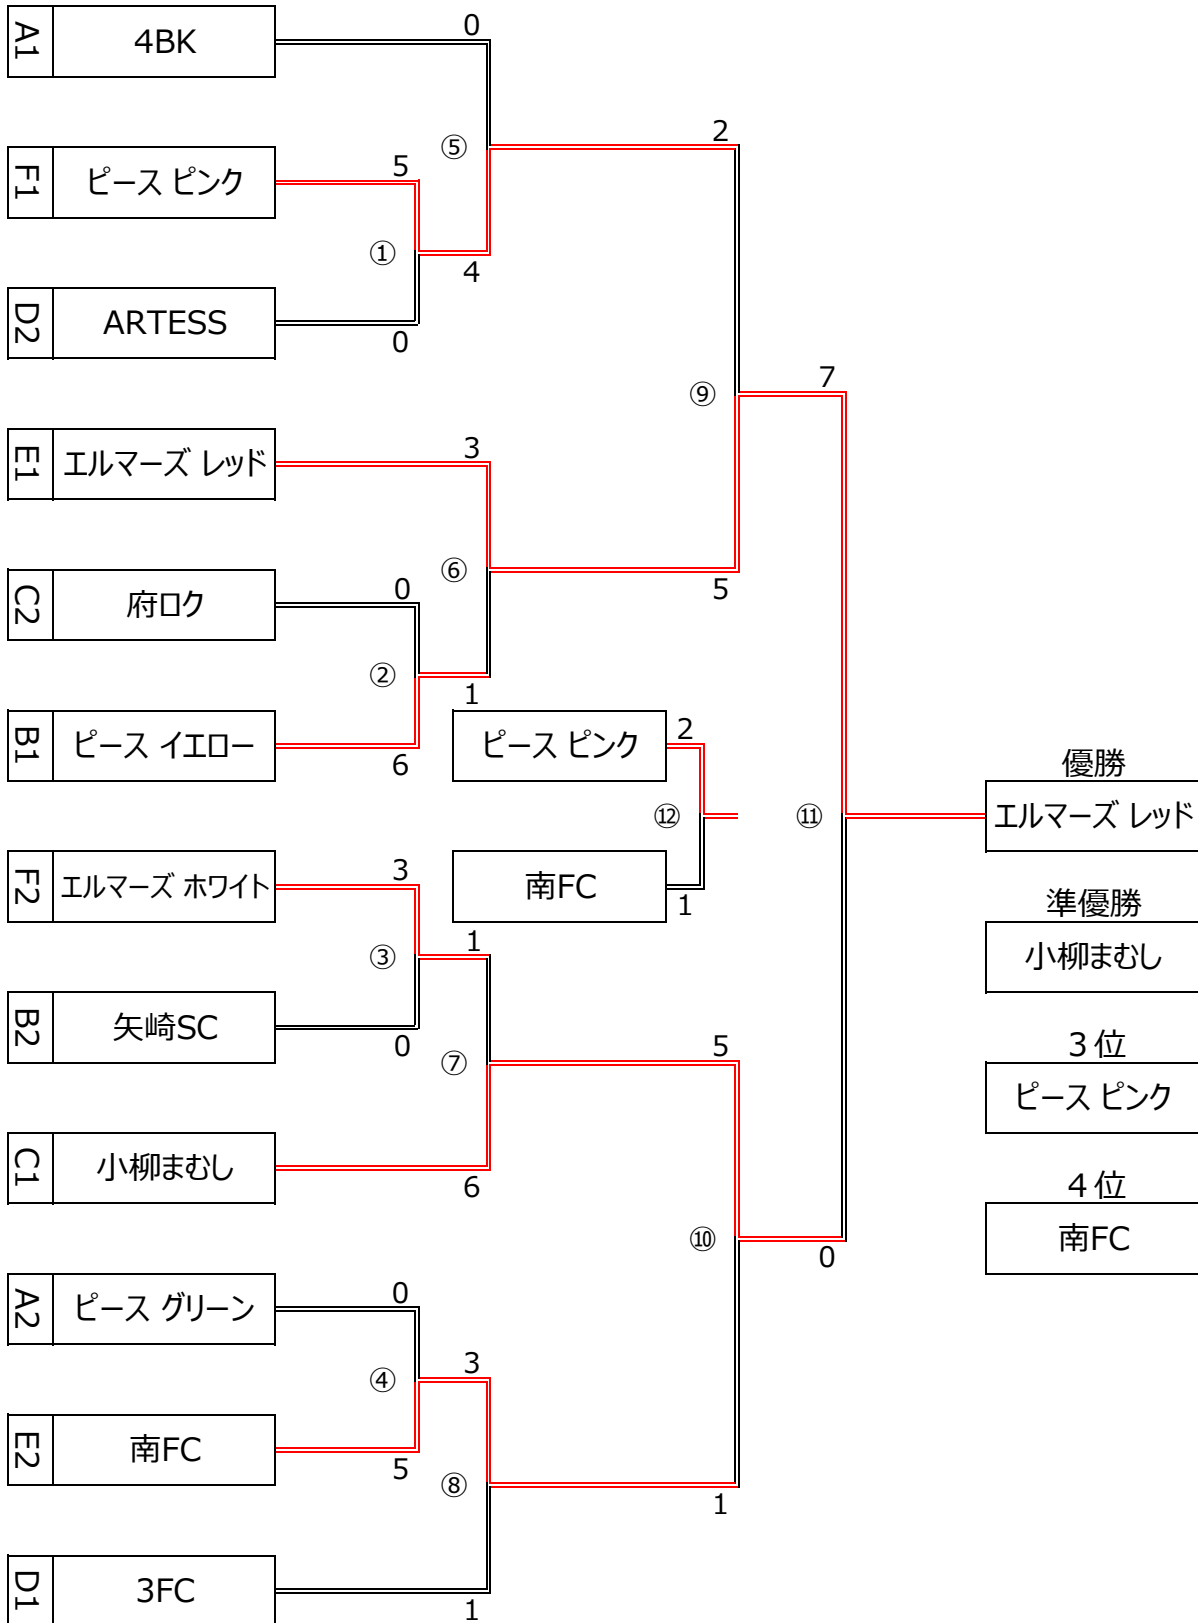 A1 4BK 0
⑤ 2
F1 ピース ピンク 5
① 4
D2 ARTESS 0
⑨ 7
E1 エルマーズ レッド 3
⑥ 5
C2 府ロク 0
② 1
B1 ピース イエロー 6
ピース ピンク 2
⑫ ⑪
南FC 1
優勝
エルマーズ レッド
F2 エルマーズ ホワイト 3
③ 1
準優勝
小柳まむし
B2 矢崎SC 0
⑦ 5
3位
ピース ピンク
C1 小柳まむし 6
⑩ 0
4位
南FC
A2 ピース グリーン 0
④ 3
E2 南FC 5
⑧ 1
D1 3FC 1